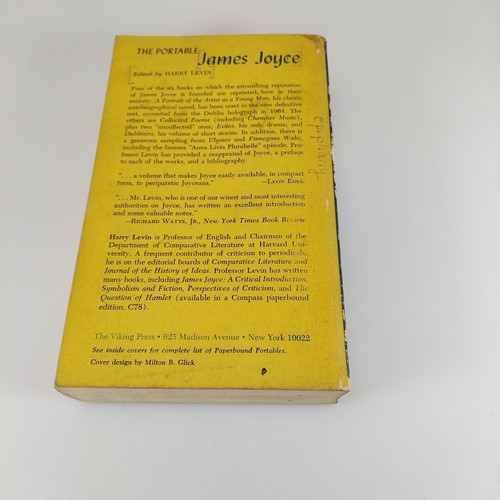 THE PORTABLE
James Joyce
Edited by HARRY LEVIN
Four of the six books on which the astonishing reputation
of James Joyce is founded are reprinted here in their
entirety: A Portrait of the Artist as a Young Man, his classic
autobiographical novel, has been reset in the new definitive
text, corrected from the Dublin holograph in 1964. The
others are Collected Poems (including Chamber Music),
plus two "uncollected" ones; Exiles, his only drama, and
Dubliners, his volume of short stories. In addition, there is
a generous sampling from Ulysses and Finnegans Wake,
including the famous "Anna Livia Plurabelle" episode. Pro-
fessor Levin has provided a reappraisal of Joyce, a preface
to each of the works, and a bibliography.
". . . a volume that makes Joyce easily available, in compact
form, to peripatetic Joyceans."
—LEON EDEL
". . . Mr. Levin, who is one of our wisest and most interesting
authorities on Joyce, has written an excellent introduction
and some valuable notes."
—RICHARD WATTS, JR., New York Times Book Review
Harry Levin is Professor of English and Chairman of the
Department of Comparative Literature at Harvard Uni-
versity. A frequent contributor of criticism to periodicals,
he is on the editorial boards of Comparative Literature and
Journal of the History of Ideas. Professor Levin has written
many books, including James Joyce: A Critical Introduction,
Symbolism and Fiction, Perspectives of Criticism, and The
Question of Hamlet (available in a Compass paperbound
edition, C78).
The Viking Press • 625 Madison Avenue • New York 10022
See inside covers for complete list of Paperbound Portables.
Cover design by Milton B. Glick